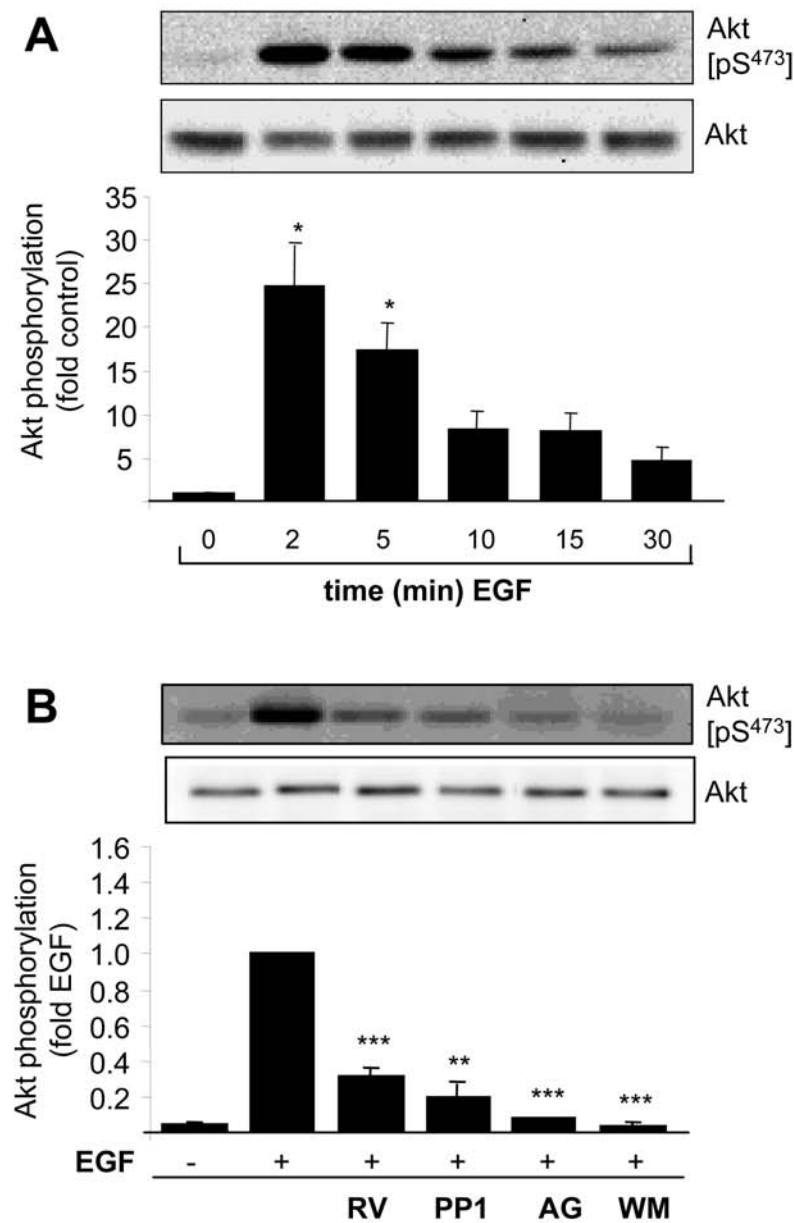 A
Akt
[pS473]
Akt
Akt phosphorylation
(fold control)
35
30
25
20
15
10
5
*
*
0 2 5 10 15 30
time (min) EGF
B
Akt
[pS473]
Akt
Akt phosphorylation
(fold EGF)
1.6
1.4
1.2
1.0
0.8
0.6
0.4
0.2
*** ** *** ***
EGF - + + + + +
RV PP1 AG WM